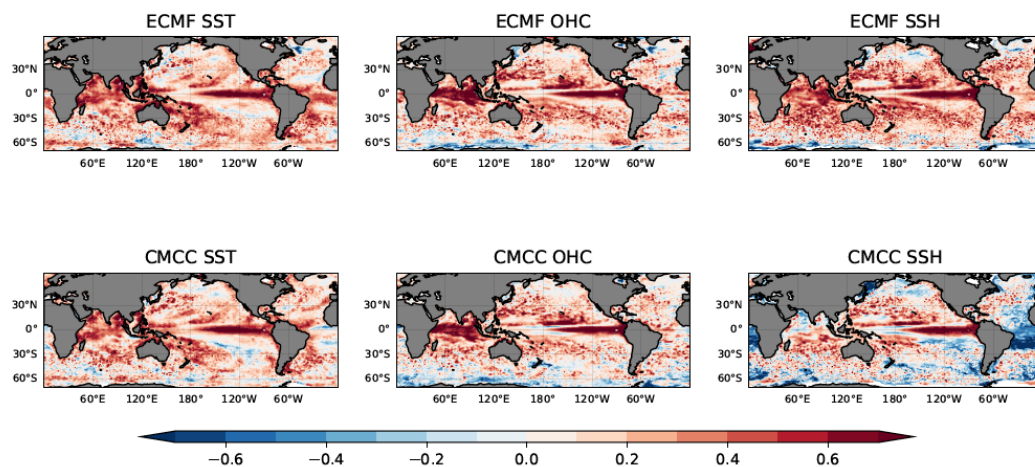 ECMF SST ECMF OHC ECMF SSH
30°N 30°N 30°N
0° 0° 0°
30°S 30°S 30°S
60°S 60°S 60°S
60°E 120°E 180° 120°W 60°W 60°E 120°E 180° 120°W 60°W 60°E 120°E 180° 120°W 60°W
CMCC SST CMCC OHC CMCC SSH
30°N 30°N 30°N
0° 0° 0°
30°S 30°S 30°S
60°S 60°S 60°S
60°E 120°E 180° 120°W 60°W 60°E 120°E 180° 120°W 60°W 60°E 120°E 180° 120°W 60°W
−0.6 −0.4 −0.2 0.0 0.2 0.4 0.6